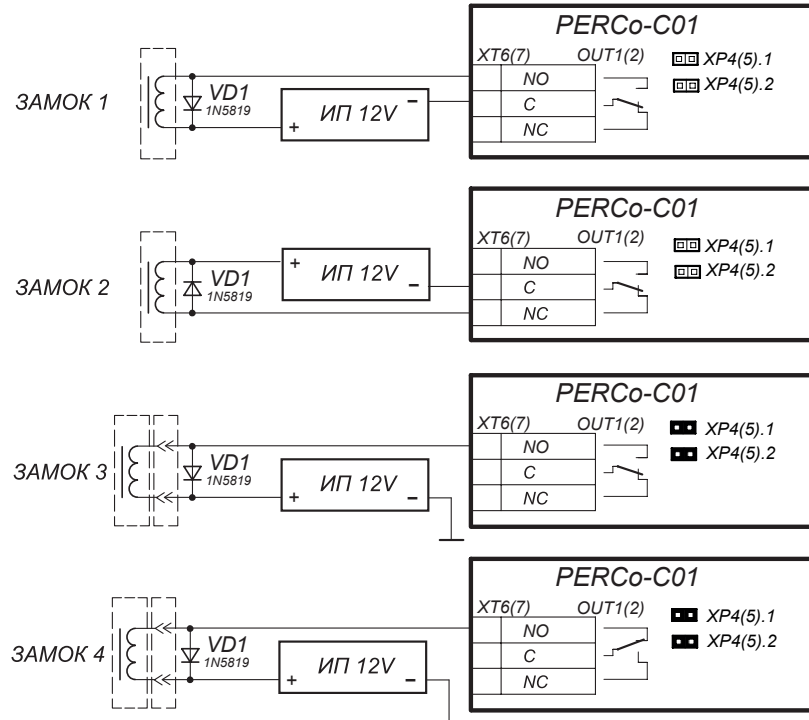 PERCo-C01
XT6(7) OUT1(2) XP4(5).1
NO XP4(5).2
ЗАМОК 1 VD1 ИП 12V − C
1N5819 + NC
PERCo-C01
XT6(7) OUT1(2) XP4(5).1
+ ИП 12V NO XP4(5).2
ЗАМОК 2 VD1 − C
1N5819 NC
PERCo-C01
XT6(7) OUT1(2) XP4(5).1
NO XP4(5).2
ЗАМОК 3 VD1 C
1N5819 + ИП 12V − NC
PERCo-C01
XT6(7) OUT1(2) XP4(5).1
NO XP4(5).2
ЗАМОК 4 VD1 C
1N5819 + ИП 12V − NC